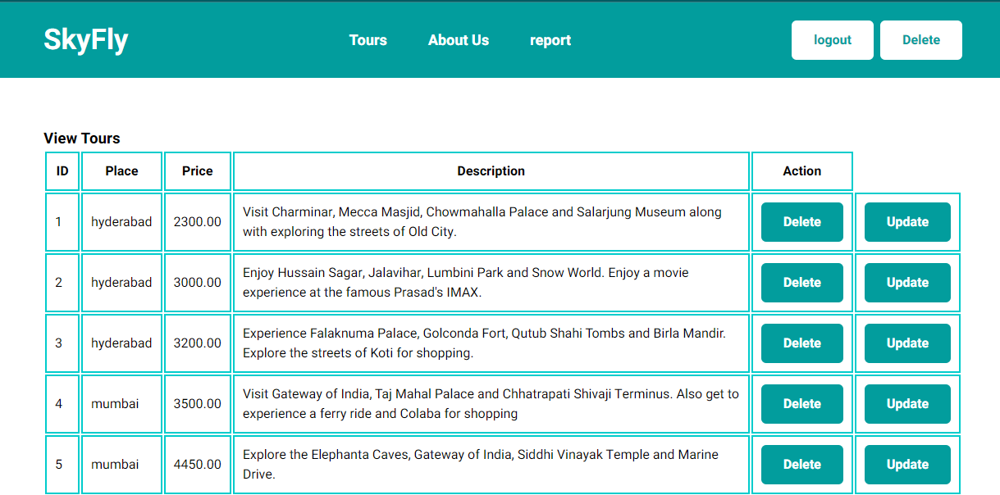 SkyFly Tours About Us report logout Delete
View Tours
ID Place Price Description Action
1 hyderabad 2300.00 Visit Charminar, Mecca Masjid, Chowmahalla Palace and Salarjung Museum along
with exploring the streets of Old City. Delete Update
2 hyderabad 3000.00 Enjoy Hussain Sagar, Jalavihar, Lumbini Park and Snow World. Enjoy a movie
experience at the famous Prasad's IMAX. Delete Update
3 hyderabad 3200.00 Experience Falaknuma Palace, Golconda Fort, Qutub Shahi Tombs and Birla Mandir.
Explore the streets of Koti for shopping. Delete Update
4 mumbai 3500.00 Visit Gateway of India, Taj Mahal Palace and Chhatrapati Shivaji Terminus. Also get to
experience a ferry ride and Colaba for shopping Delete Update
5 mumbai 4450.00 Explore the Elephanta Caves, Gateway of India, Siddhi Vinayak Temple and Marine
Drive. Delete Update